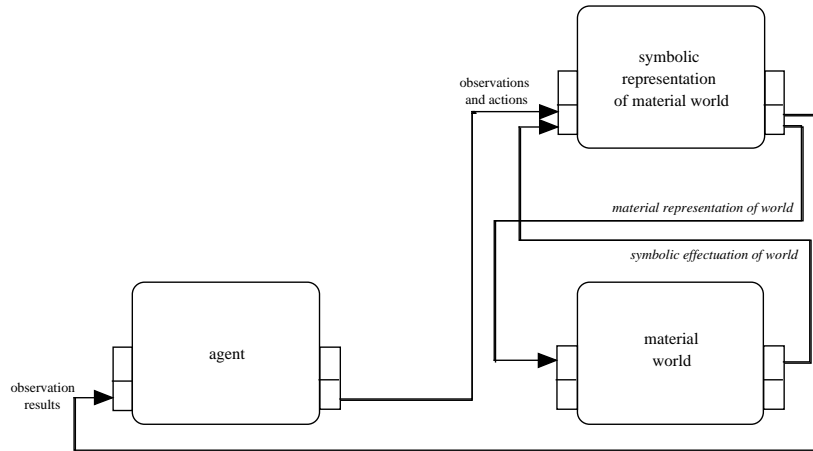 symbolic
representation
of material world
observations
and actions
material representation of world
symbolic effectuation of world
agent
material
world
observation
results